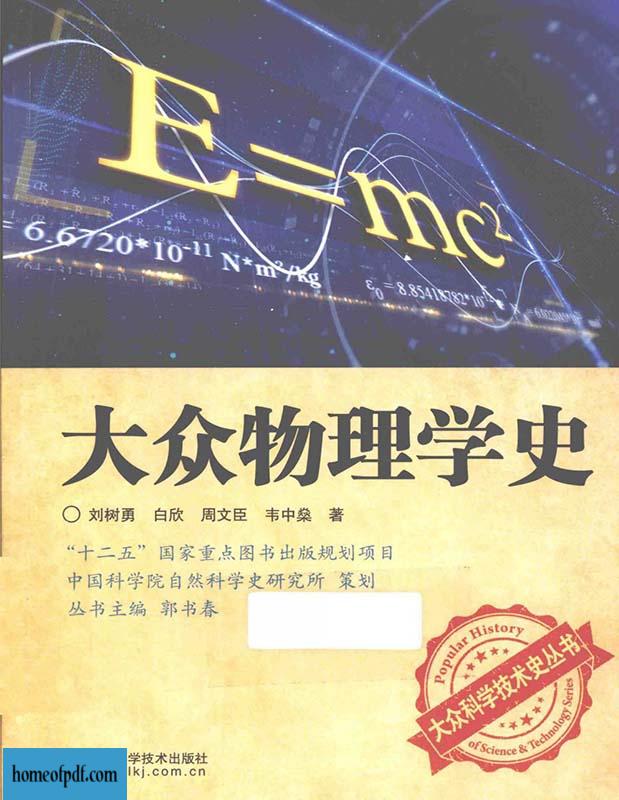 E=mc²
= 6.6720*10⁻¹¹ N*m²/kg
ε₀ = 8.85418782*10
大众物理学史
刘树勇 白欣 周文臣 韦中燊 著
“十二五”国家重点图书出版规划项目
中国科学院自然科学史研究所 策划
丛书主编 郭书春
Popular History
大众科学技术史丛书
of Science & Technology Series
学技术出版社
lkj.com.cn
homeofpdf.com